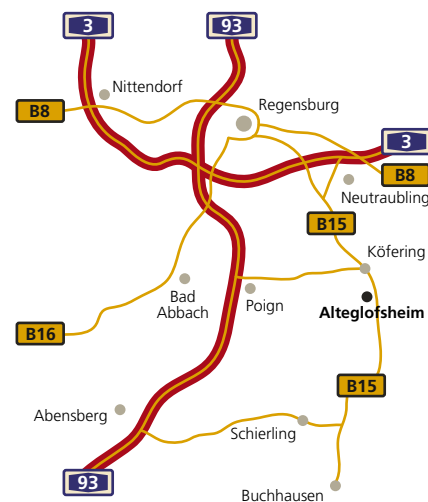 3
93
Nittendorf
B8
Regensburg
3
B8
Neutraubling
B15
Köfering
Bad
Abbach
Poign
Alteglofsheim
B16
B15
Abensberg
Schierling
93
Buchhausen